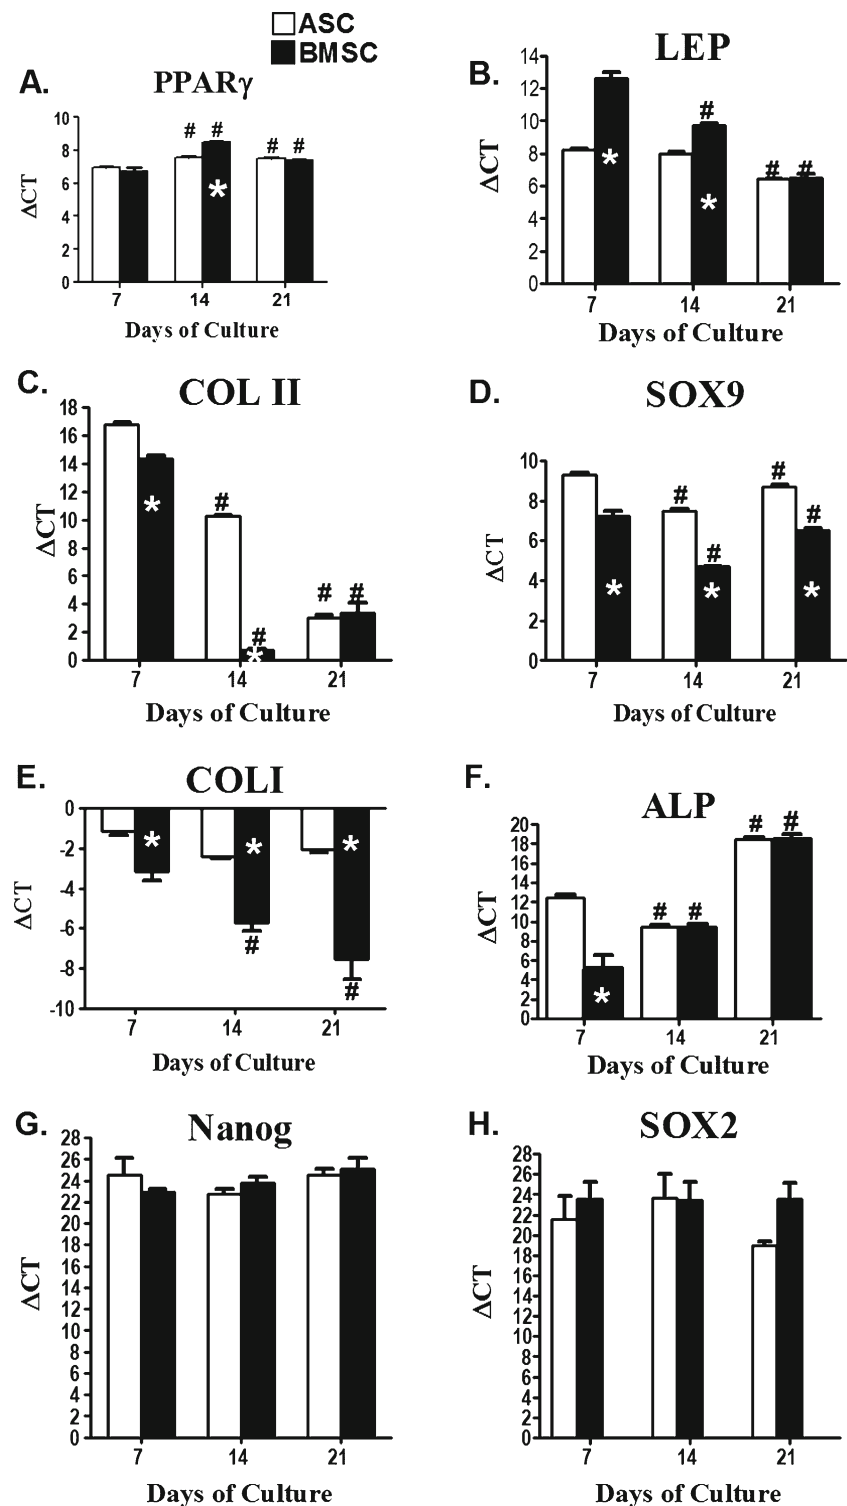 ASC
BMSC
A. PPARγ
10
8
6
4
2
0
ΔCT
# # # #
*
7 14 21
Days of Culture
B. LEP
14
12
10
8
6
4
2
0
ΔCT
# # #
* *
7 14 21
Days of Culture
C. COL II
18
16
14
12
10
8
6
4
2
0
ΔCT
# # # #
* *
7 14 21
Days of Culture
D. SOX9
10
8
6
4
2
0
ΔCT
# # # #
* * *
7 14 21
Days of Culture
E. COLI
0
-2
-4
-6
-8
-10
ΔCT
* * *
# #
7 14 21
Days of Culture
F. ALP
20
18
16
14
12
10
8
6
4
2
0
ΔCT
# # # #
*
7 14 21
Days of Culture
G. Nanog
28
26
24
22
20
18
16
14
12
10
8
6
4
2
0
ΔCT
7 14 21
Days of Culture
H. SOX2
28
26
24
22
20
18
16
14
12
10
8
6
4
2
0
ΔCT
7 14 21
Days of Culture